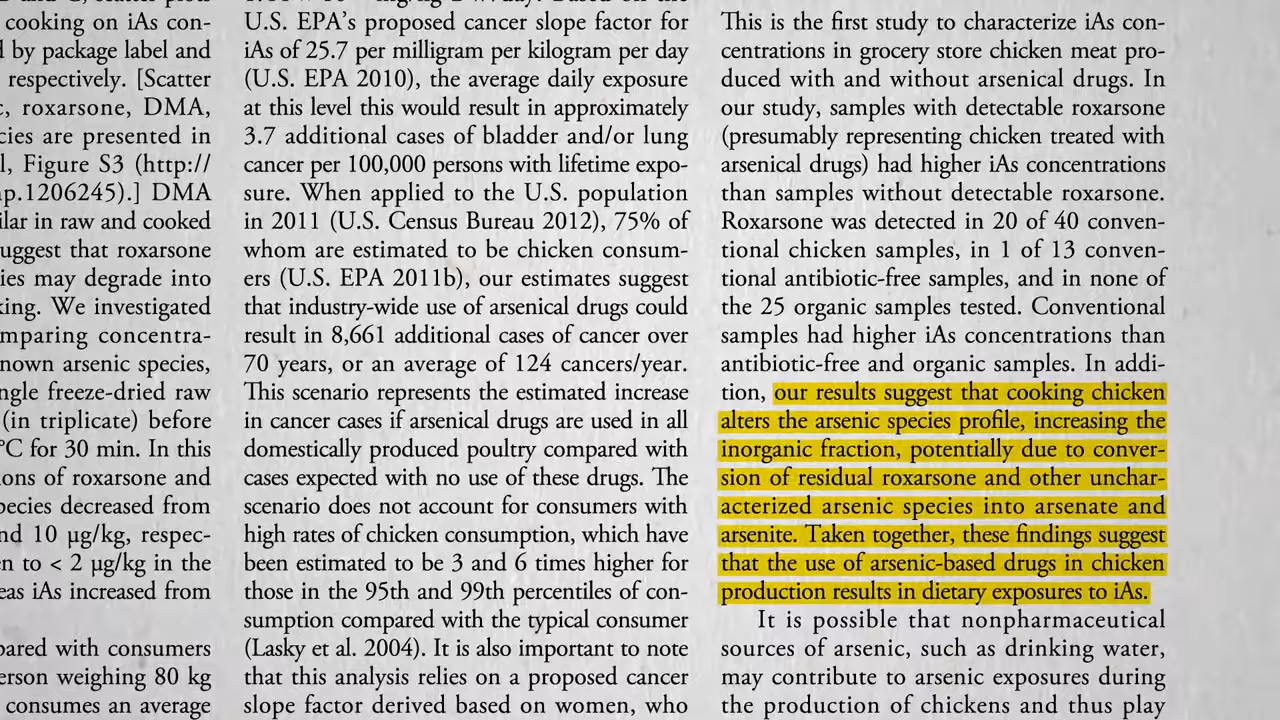 cooking on iAs con-
d by package label and
respectively. [Scatter
c, roxarsone, DMA,
cies are presented in
l, Figure S3 (http://
p.1206245).] DMA
ilar in raw and cooked
uggest that roxarsone
ies may degrade into
king. We investigated
mparing concentra-
nown arsenic species,
ngle freeze-dried raw
(in triplicate) before
°C for 30 min. In this
ons of roxarsone and
pecies decreased from
nd 10 μg/kg, respec-
en to < 2 μg/kg in the
eas iAs increased from
pared with consumers
erson weighing 80 kg
consumes an average
U.S. EPA’s proposed cancer slope factor for
iAs of 25.7 per milligram per kilogram per day
(U.S. EPA 2010), the average daily exposure
at this level this would result in approximately
3.7 additional cases of bladder and/or lung
cancer per 100,000 persons with lifetime expo-
sure. When applied to the U.S. population
in 2011 (U.S. Census Bureau 2012), 75% of
whom are estimated to be chicken consum-
ers (U.S. EPA 2011b), our estimates suggest
that industry-wide use of arsenical drugs could
result in 8,661 additional cases of cancer over
70 years, or an average of 124 cancers/year.
This scenario represents the estimated increase
in cancer cases if arsenical drugs are used in all
domestically produced poultry compared with
cases expected with no use of these drugs. The
scenario does not account for consumers with
high rates of chicken consumption, which have
been estimated to be 3 and 6 times higher for
those in the 95th and 99th percentiles of con-
sumption compared with the typical consumer
(Lasky et al. 2004). It is also important to note
that this analysis relies on a proposed cancer
slope factor derived based on women, who
This is the first study to characterize iAs con-
centrations in grocery store chicken meat pro-
duced with and without arsenical drugs. In
our study, samples with detectable roxarsone
(presumably representing chicken treated with
arsenical drugs) had higher iAs concentrations
than samples without detectable roxarsone.
Roxarsone was detected in 20 of 40 conven-
tional chicken samples, in 1 of 13 conven-
tional antibiotic-free samples, and in none of
the 25 organic samples tested. Conventional
samples had higher iAs concentrations than
antibiotic-free and organic samples. In addi-
tion, our results suggest that cooking chicken
alters the arsenic species profile, increasing the
inorganic fraction, potentially due to conver-
sion of residual roxarsone and other unchar-
acterized arsenic species into arsenate and
arsenite. Taken together, these findings suggest
that the use of arsenic-based drugs in chicken
production results in dietary exposures to iAs.
It is possible that nonpharmaceutical
sources of arsenic, such as drinking water,
may contribute to arsenic exposures during
the production of chickens and thus play